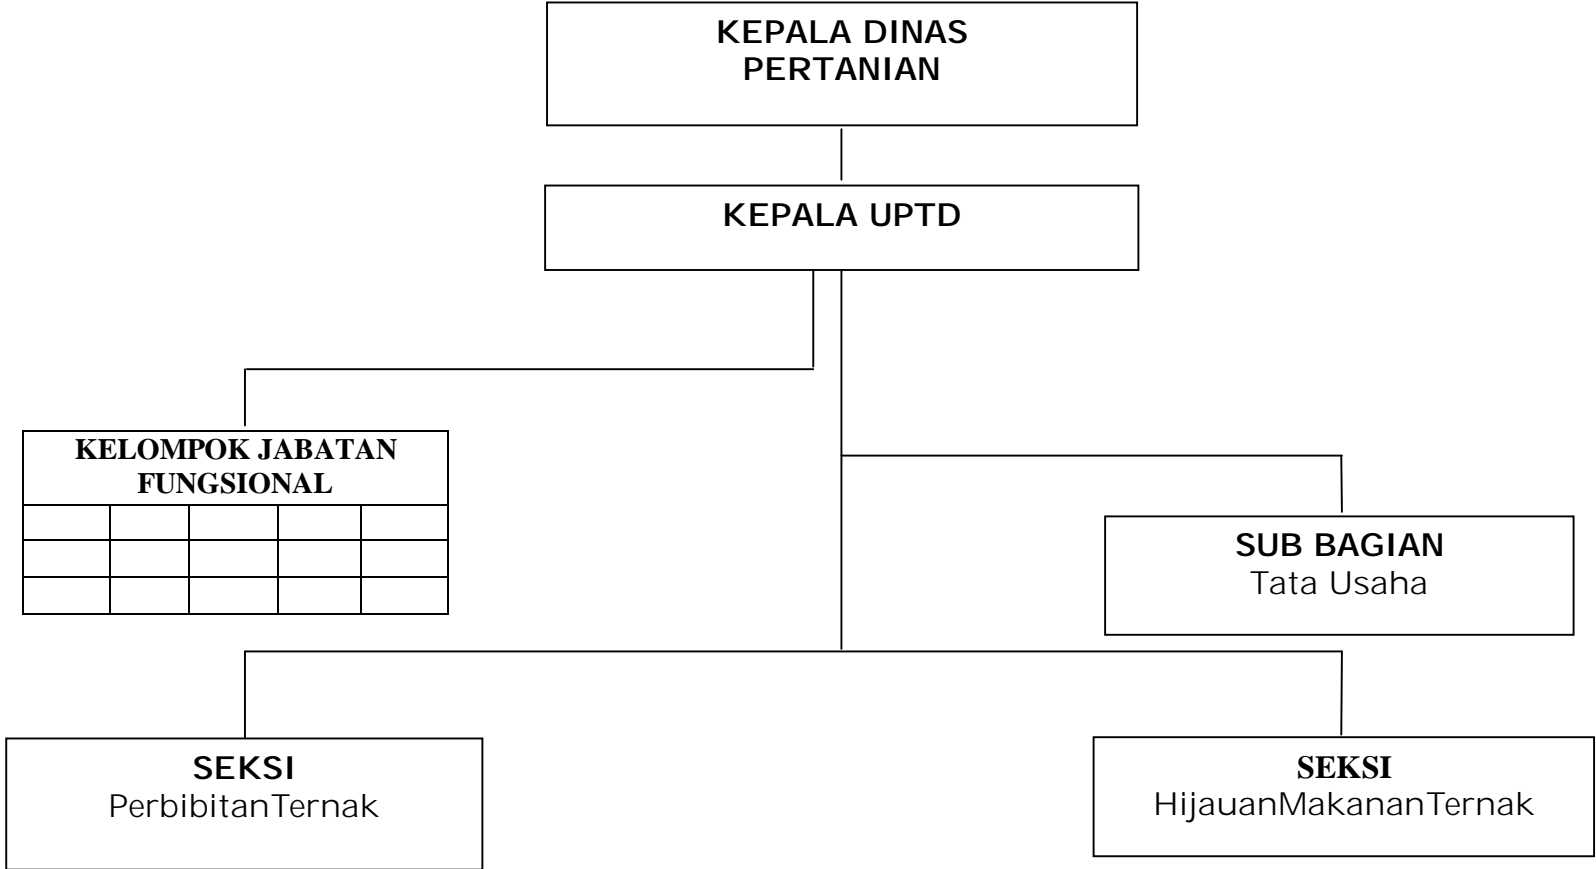 KEPALA DINAS
PERTANIAN
KEPALA UPTD
KELOMPOK JABATAN
FUNGSIONAL
SUB BAGIAN
Tata Usaha
SEKSI
PerbibitanTernak
SEKSI
HijauanMakananTernak